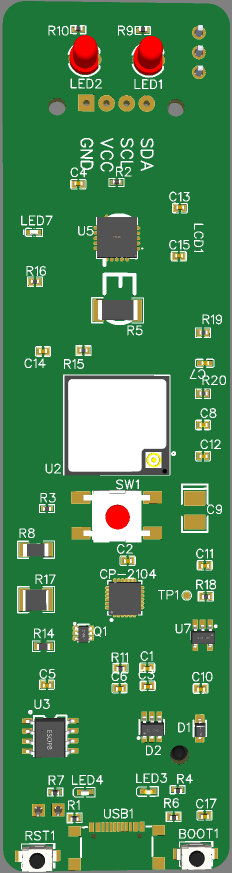 R10
R9
LED2
LED1
GND
VCC
SCL
SDA
C4
R2
C13
LED7
U5
LCD1
C15
R16
R5
R19
C14
R15
C7
R20
C8
C12
U2
SW1
R3
C9
R8
C2
C11
CP-2104
R17
TP1
R18
Q1
U7
R14
R11
C1
C5
C6
C3
C10
U3
D2
D1
R7
LED4
LED3
R4
R1
USB1
R6
C17
RST1
BOOT1